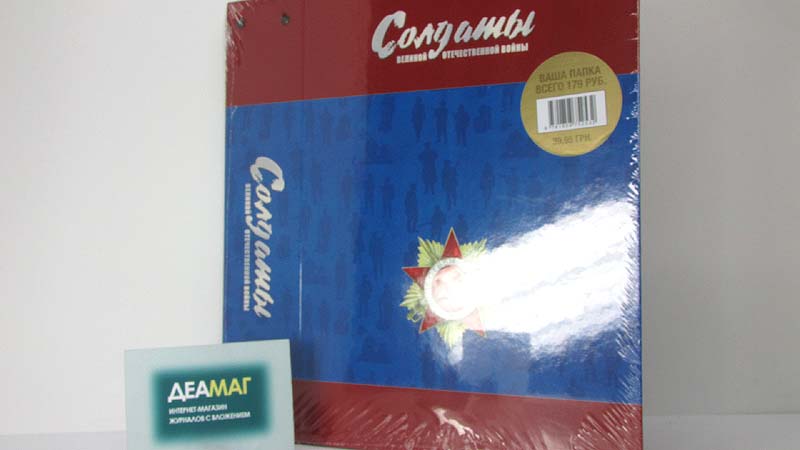 Солдаты
ВЕЛИКОЙ ОТЕЧЕСТВЕННОЙ ВОЙНЫ
ВАША ПАПКА
ВСЕГО 179 РУБ.
39,95 ГРН.
Солдаты
ВЕЛИКОЙ ОТЕЧЕСТВЕННОЙ ВОЙНЫ
ДЕАМАГ
ИНТЕРНЕТ-МАГАЗИН
ЖУРНАЛОВ С ВЛОЖЕНИЕМ